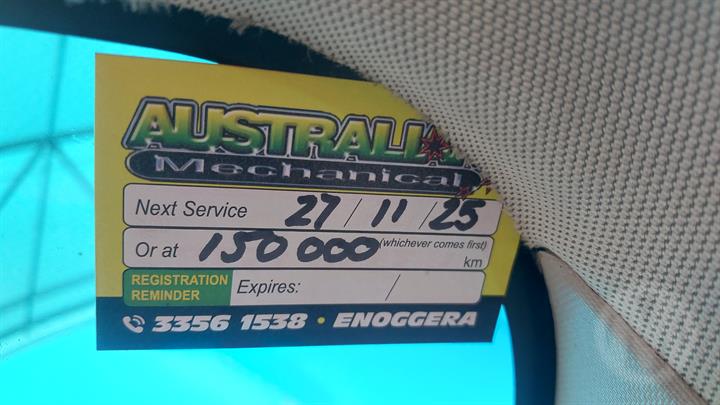 AUSTRALIAN
Mechanical
Next Service 27 / 11 / 25
Or at 150 000 (whichever comes first) km
REGISTRATION REMINDER Expires: /
3356 1538 • ENOGGERA